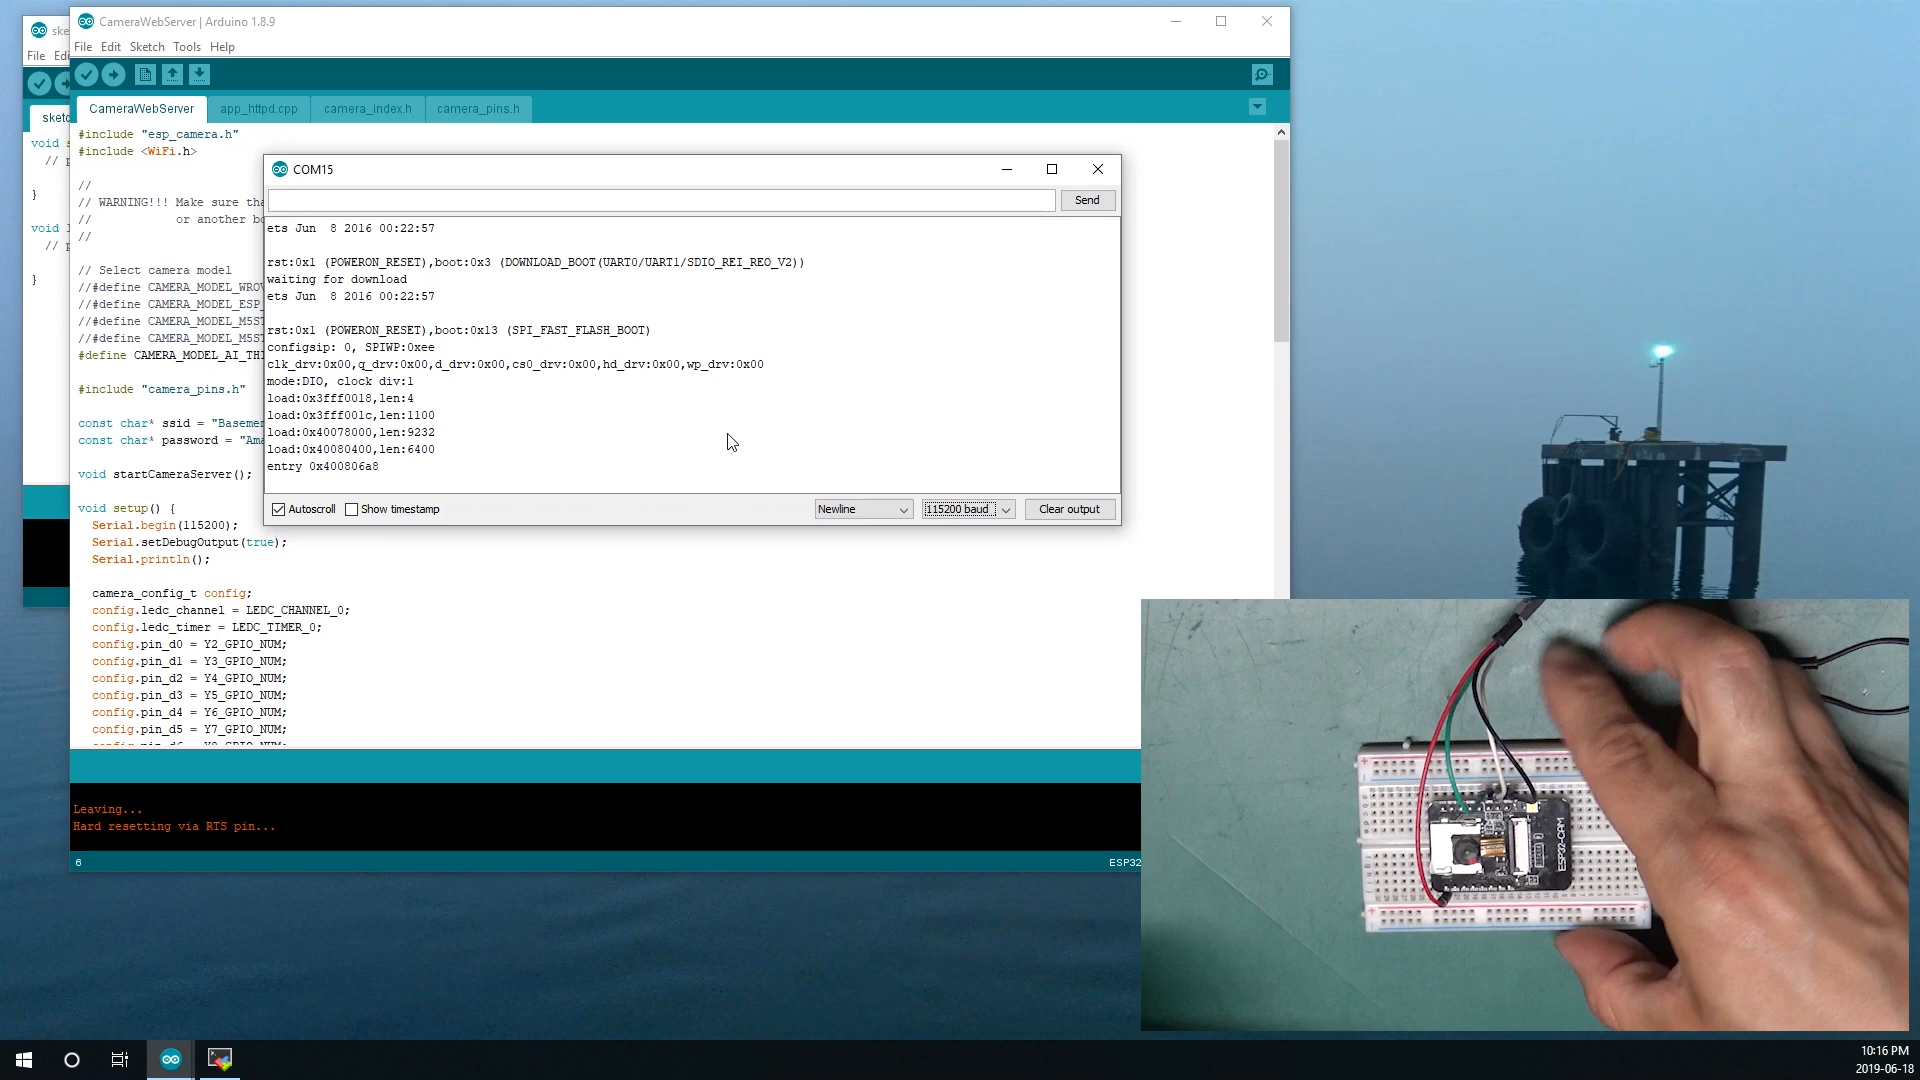 CameraWebServer | Arduino 1.8.9
ske
File Edit Sketch Tools Help
File Edi
CameraWebServer app_httpd.cpp camera_index.h camera_pins.h
sketc
#include "esp_camera.h"
#include <WiFi.h>
//
// WARNING!!! Make sure tha
// or another bo
//
// Select camera model
//#define CAMERA_MODEL_WROV
//#define CAMERA_MODEL_ESP_
//#define CAMERA_MODEL_M5ST
//#define CAMERA_MODEL_M5ST
#define CAMERA_MODEL_AI_THI
#include "camera_pins.h"
const char* ssid = "Basemen
const char* password = "Ama
void startCameraServer();
void setup() {
Serial.begin(115200);
Serial.setDebugOutput(true);
Serial.println();
camera_config_t config;
config.ledc_channel = LEDC_CHANNEL_0;
config.ledc_timer = LEDC_TIMER_0;
config.pin_d0 = Y2_GPIO_NUM;
config.pin_d1 = Y3_GPIO_NUM;
config.pin_d2 = Y4_GPIO_NUM;
config.pin_d3 = Y5_GPIO_NUM;
config.pin_d4 = Y6_GPIO_NUM;
config.pin_d5 = Y7_GPIO_NUM;
void s
// p
}
void l
// p
}
COM15
Send
ets Jun  8 2016 00:22:57
rst:0x1 (POWERON_RESET),boot:0x3 (DOWNLOAD_BOOT(UART0/UART1/SDIO_REI_REO_V2))
waiting for download
ets Jun  8 2016 00:22:57
rst:0x1 (POWERON_RESET),boot:0x13 (SPI_FAST_FLASH_BOOT)
configsip: 0, SPIWP:0xee
clk_drv:0x00,q_drv:0x00,d_drv:0x00,cs0_drv:0x00,hd_drv:0x00,wp_drv:0x00
mode:DIO, clock div:1
load:0x3fff0018,len:4
load:0x3fff001c,len:1100
load:0x40078000,len:9232
load:0x40080400,len:6400
entry 0x400806a8
Autoscroll Show timestamp Newline 115200 baud Clear output
Leaving...
Hard resetting via RTS pin...
6 ESP32
ESP32-CAM
10:16 PM
2019-06-18